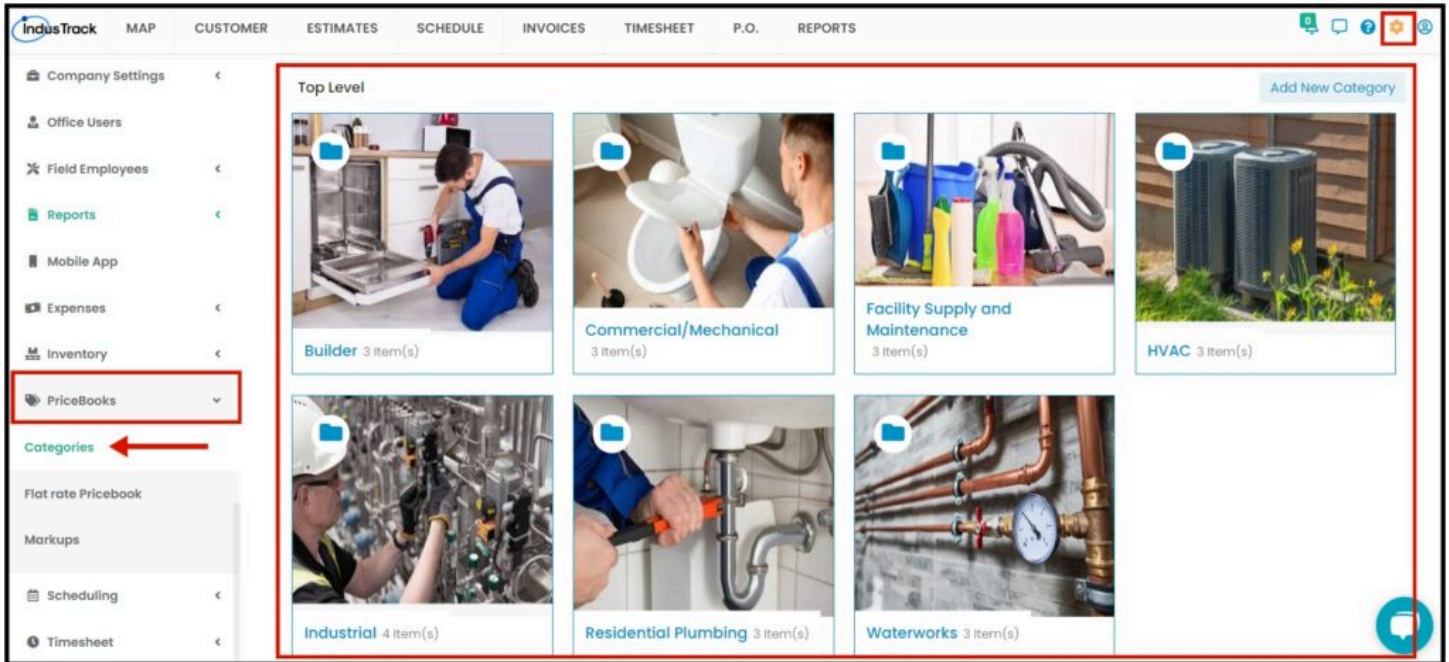 IndusTrack MAP CUSTOMER ESTIMATES SCHEDULE INVOICES TIMESHEET P.O. REPORTS 0
Company Settings
Office Users
Field Employees
Reports
Mobile App
Expenses
Inventory
PriceBooks
Categories
Flat rate Pricebook
Markups
Scheduling
Timesheet
Top Level
Add New Category
Builder 3 Item(s)
Commercial/Mechanical
3 Item(s)
Facility Supply and
Maintenance
3 Item(s)
HVAC 3 Item(s)
Industrial 4 Item(s)
Residential Plumbing 3 Item(s)
Waterworks 3 Item(s)